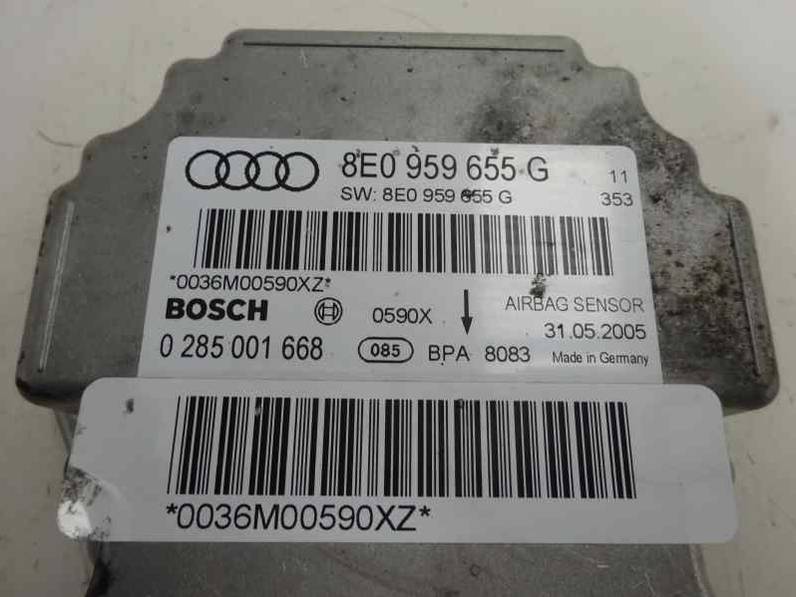 8E0 959 655 G
11
SW: 8E0 959 655 G
353
*0036M00590XZ*
BOSCH
0590X
AIRBAG SENSOR
31.05.2005
0 285 001 668
085
BPA 8083
Made in Germany
*0036M00590XZ*